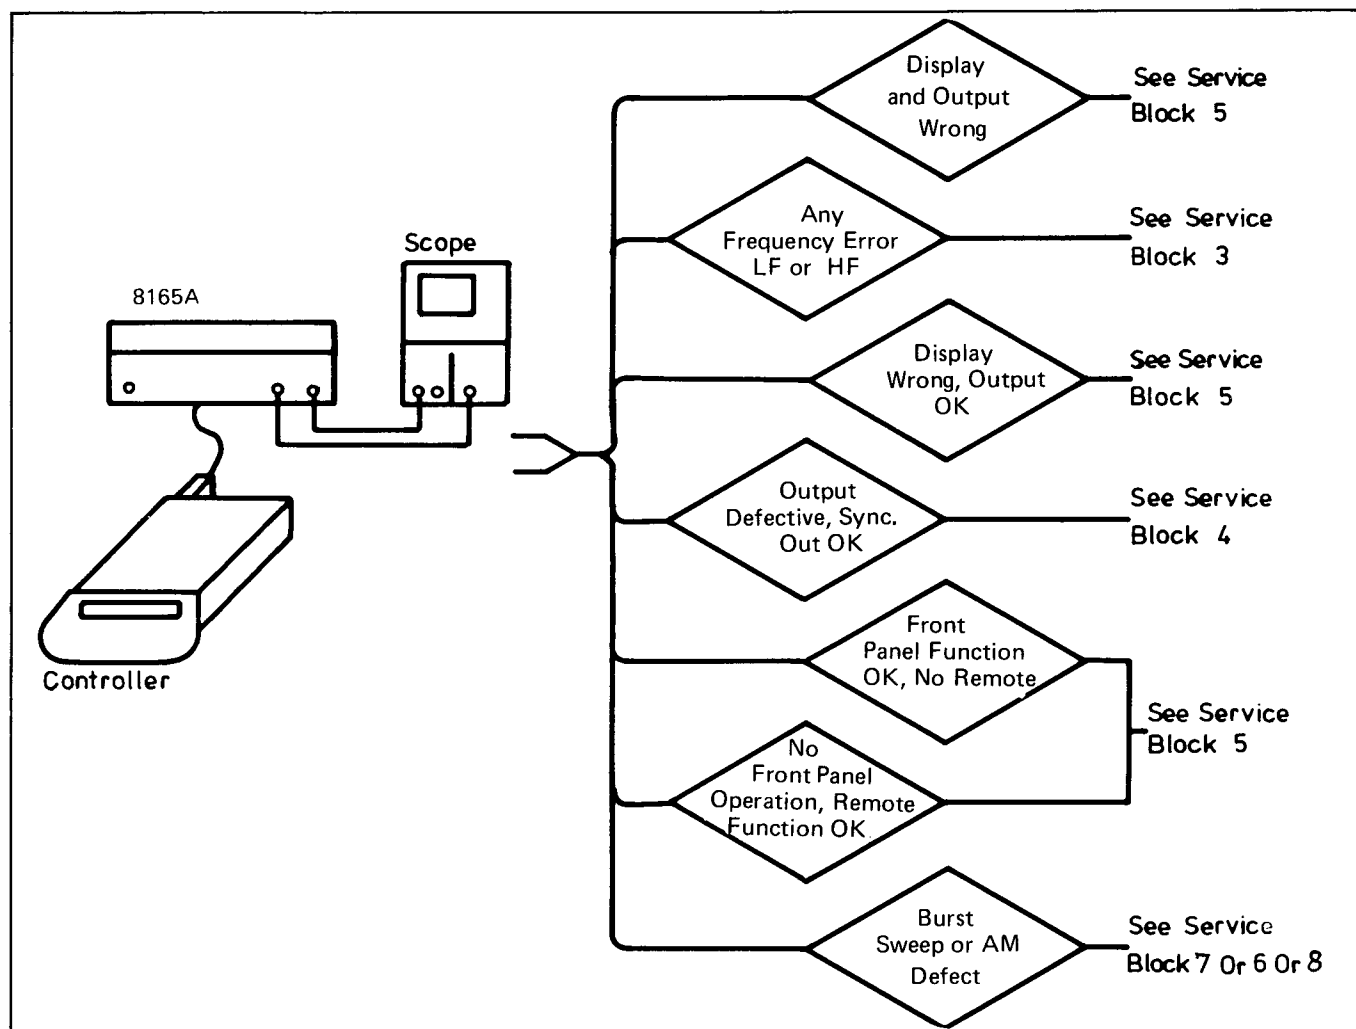 8165A
Scope
Controller
Display
and Output
Wrong
See Service
Block 5
Any
Frequency Error
LF or HF
See Service
Block 3
Display
Wrong, Output
OK
See Service
Block 5
Output
Defective, Sync.
Out OK
See Service
Block 4
Front
Panel Function
OK, No Remote
No
Front Panel
Operation, Remote
Function OK
See Service
Block 5
Burst
Sweep or AM
Defect
See Service
Block 7 Or 6 Or 8